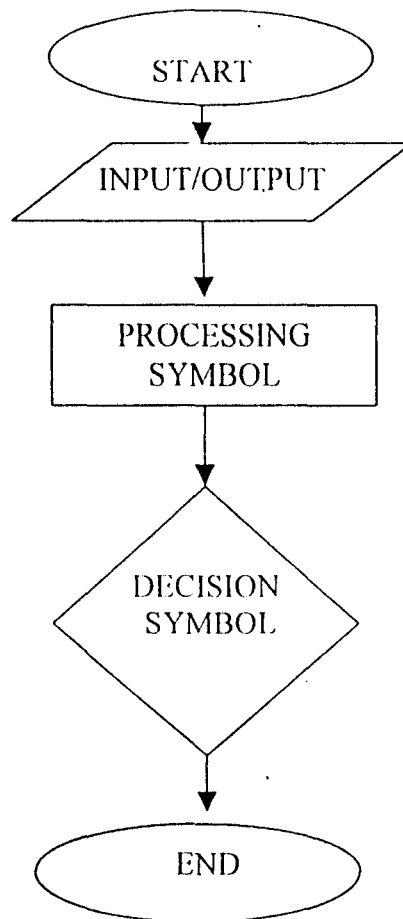 START
INPUT/OUTPUT
PROCESSING
SYMBOL
DECISION
SYMBOL
END